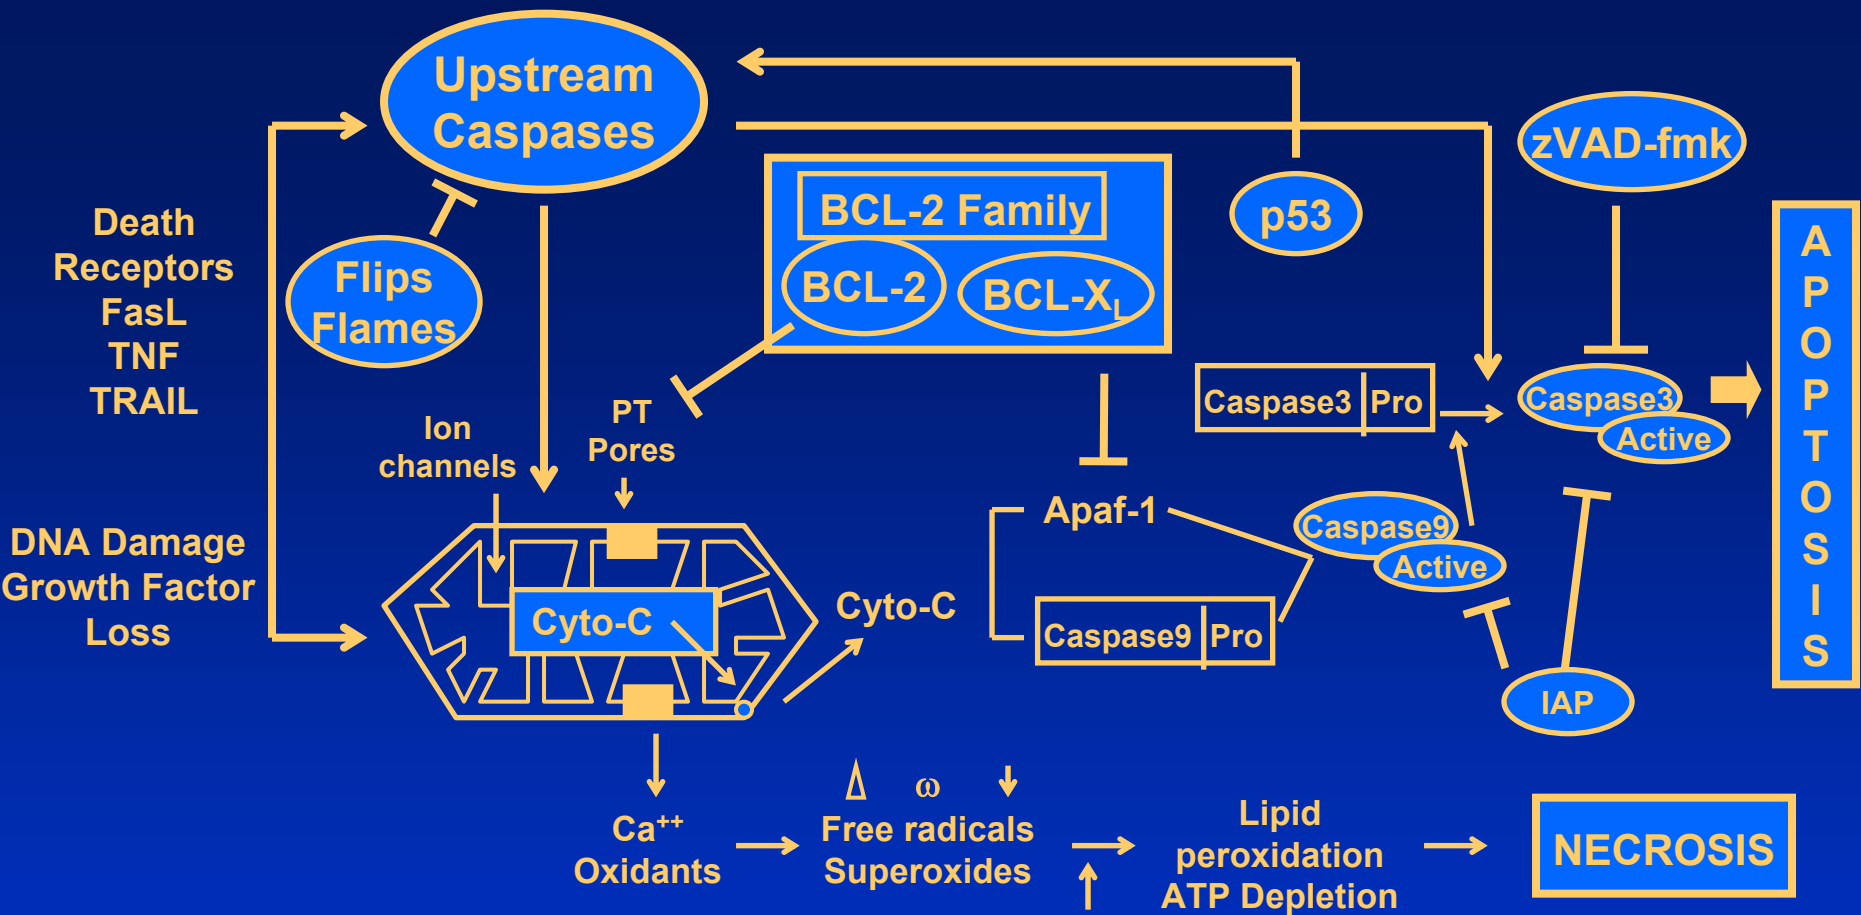 Upstream
Caspases
zVAD-fmk
BCL-2 Family
p53
Death
Receptors
FasL
TNF
TRAIL
Flips
Flames
BCL-2
BCL-XL
A
P
O
P
T
O
S
I
S
Ion
channels
PT
Pores
Caspase3 Pro
Caspase3
Active
DNA Damage
Growth Factor
Loss
Apaf-1
Caspase9
Active
Cyto-C
Cyto-C
Caspase9 Pro
IAP
Δ ω
Ca++
Oxidants
Free radicals
Superoxides
Lipid
peroxidation
ATP Depletion
NECROSIS